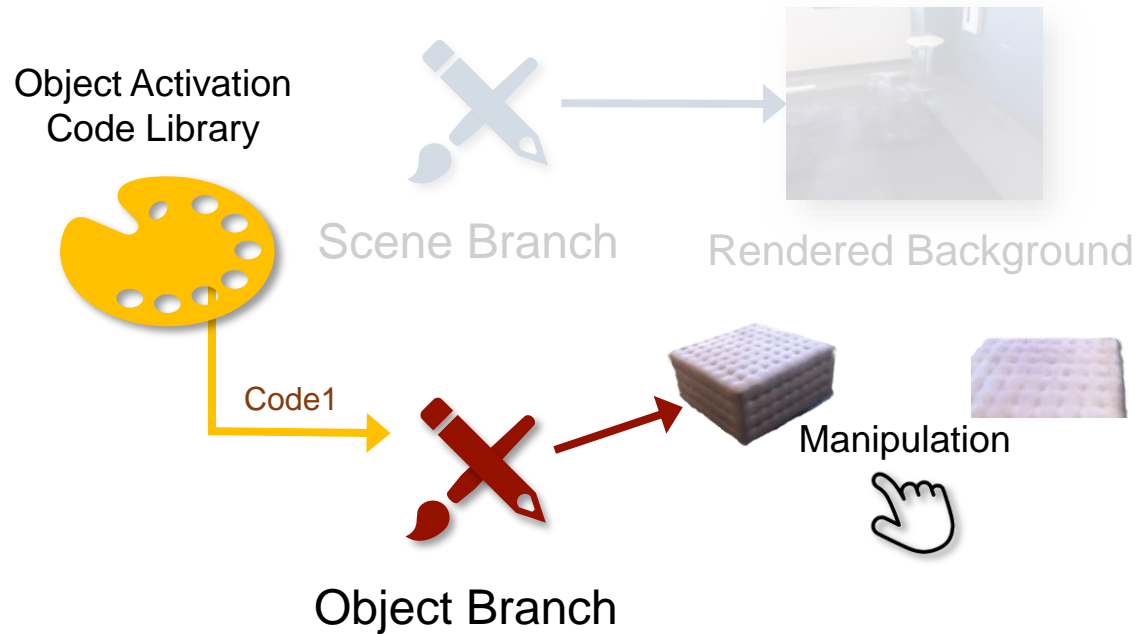 Object Activation
Code Library
Scene Branch
Rendered Background
Code1
Manipulation
Object Branch